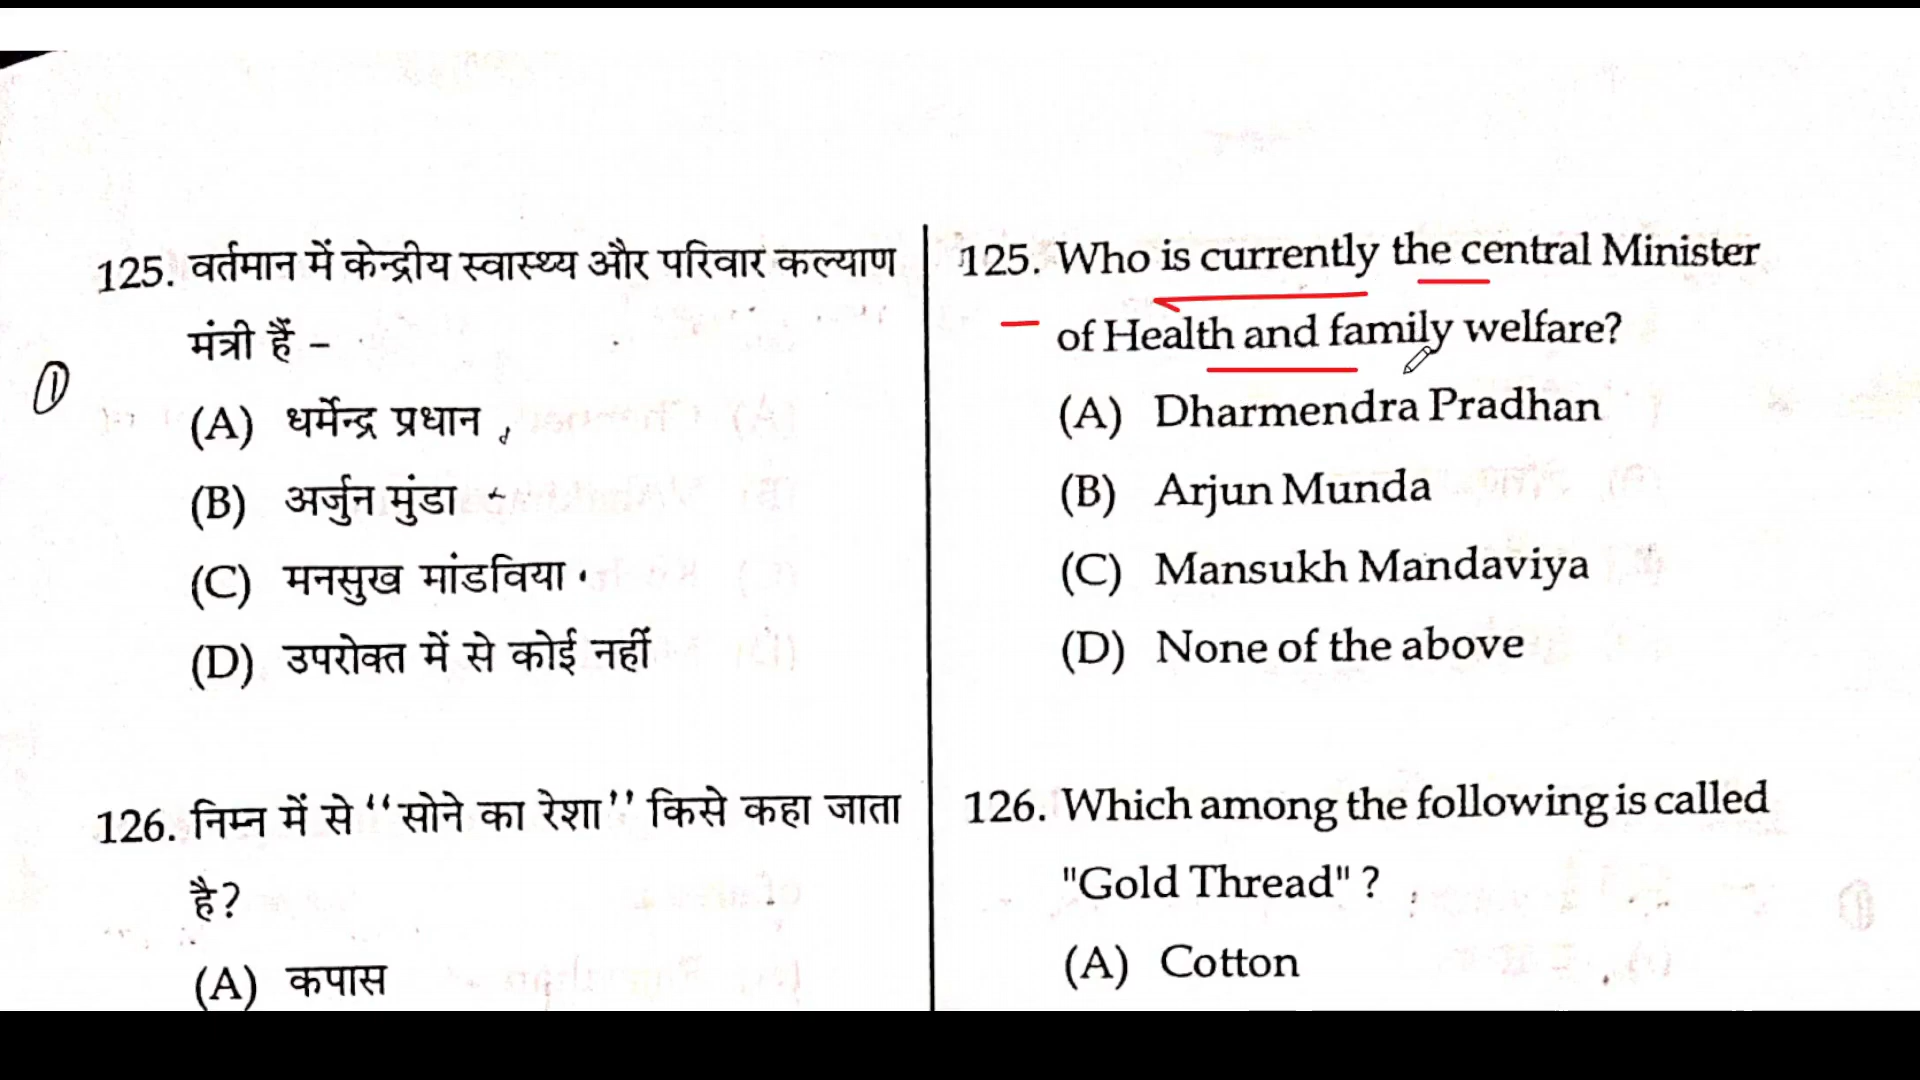 125. वर्तमान में केन्द्रीय स्वास्थ्य और परिवार कल्याण
मंत्री हैं –
①
(A) धर्मेन्द्र प्रधान
(B) अर्जुन मुंडा
(C) मनसुख मांडविया
(D) उपरोक्त में से कोई नहीं
126. निम्न में से ‘‘सोने का रेशा’’ किसे कहा जाता
है?
(A) कपास
125. Who is currently the central Minister
of Health and family welfare?
(A) Dharmendra Pradhan
(B) Arjun Munda
(C) Mansukh Mandaviya
(D) None of the above
126. Which among the following is called
"Gold Thread" ?
(A) Cotton